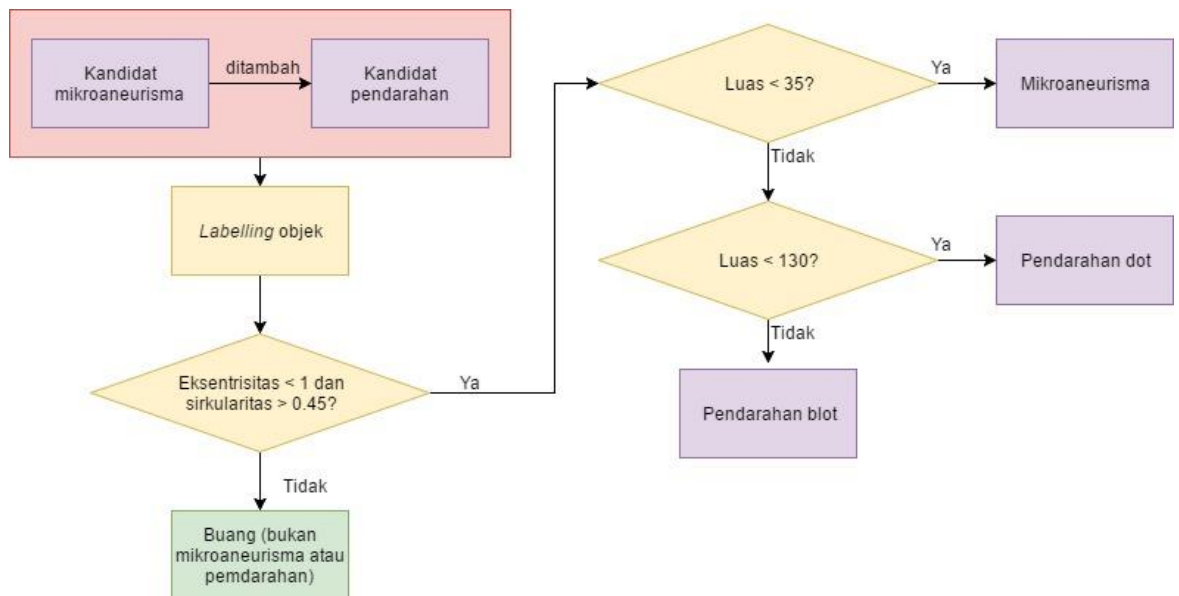 Kandidat
mikroaneurisma
ditambah
Kandidat
pendarahan
Labelling objek
Eksentrisitas < 1 dan
sirkularitas > 0.45?
Ya
Tidak
Buang (bukan
mikroaneurisma atau
pemdarahan)
Luas < 35?
Ya
Mikroaneurisma
Tidak
Luas < 130?
Ya
Pendarahan dot
Tidak
Pendarahan blot